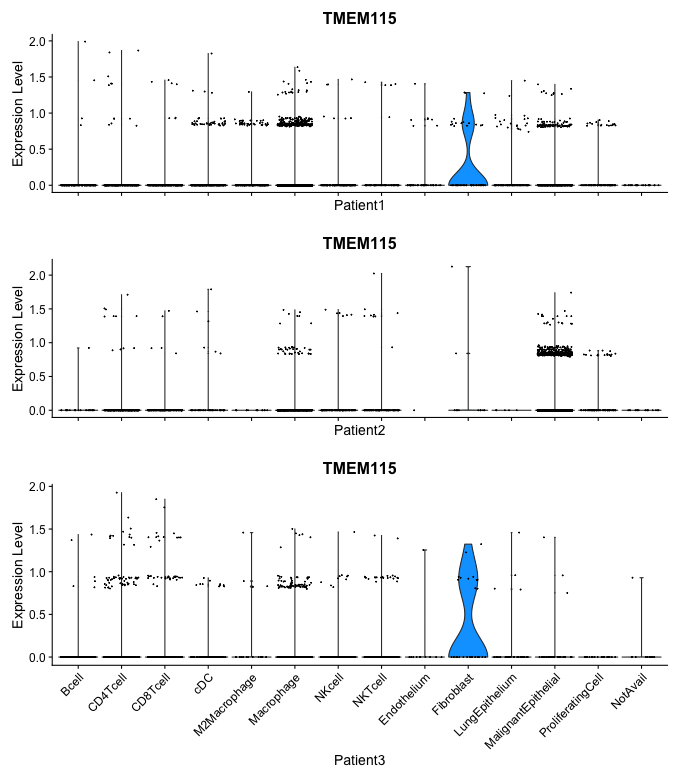 TMEM115
Expression Level
2.0
1.5
1.0
0.5
0.0
Patient1
TMEM115
Expression Level
2.0
1.5
1.0
0.5
0.0
Patient2
TMEM115
Expression Level
2.0
1.5
1.0
0.5
0.0
Bcell
CD4Tcell
CD8Tcell
cDC
M2Macrophage
Macrophage
NKcell
NKTcell
Endothelium
Fibroblast
LungEpithelium
MalignantEpithelial
ProliferatingCell
NotAvail
Patient3